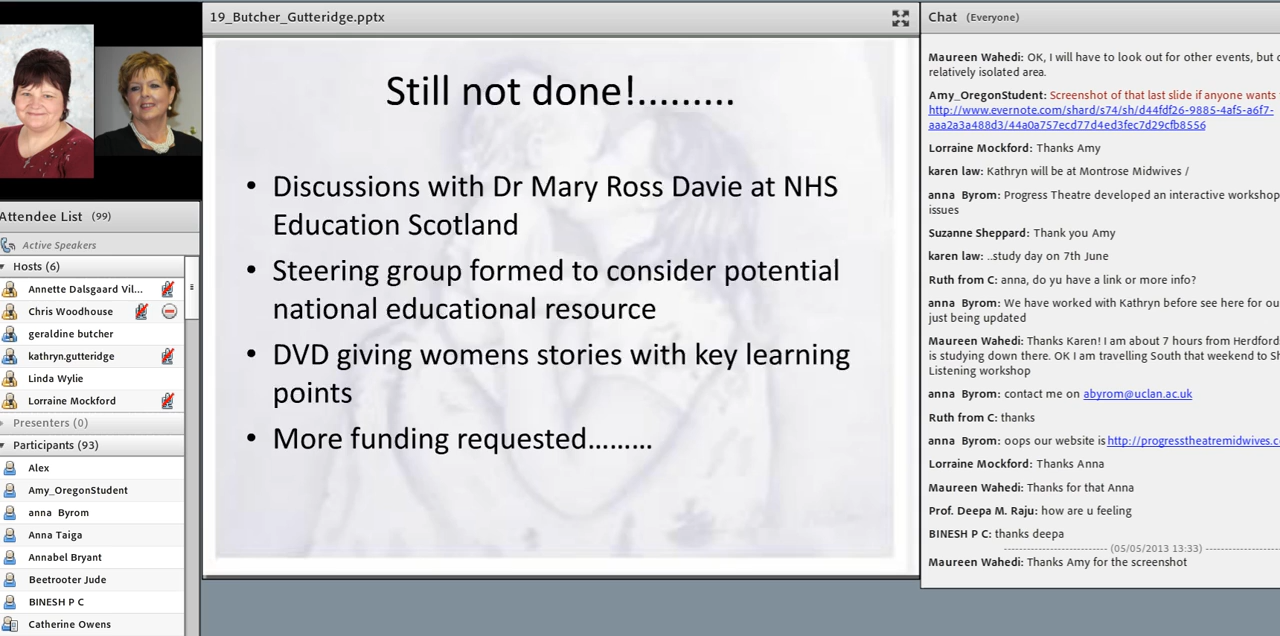 19_Butcher_Gutteridge.pptx
Still not done!.........
• Discussions with Dr Mary Ross Davie at NHS
Education Scotland
• Steering group formed to consider potential
national educational resource
• DVD giving womens stories with key learning
points
• More funding requested.........
Attendee List (99)
Active Speakers
Hosts (6)
Annette Dalsgaard Vil...
Chris Woodhouse
geraldine butcher
kathryn.gutteridge
Linda Wylie
Lorraine Mockford
Presenters (0)
Participants (93)
Alex
Amy_OregonStudent
anna Byrom
Anna Taiga
Annabel Bryant
Beetrooter Jude
BINESH P C
Catherine Owens
Chat (Everyone)
Maureen Wahedi: OK, I will have to look out for other events, but
relatively isolated area.
Amy_OregonStudent: Screenshot of that last slide if anyone wants
http://www.evernote.com/shard/s74/sh/d44fdf26-9885-4af5-a6f7-
aaa2a3a488d3/44a0a757ecd77d4ed3fec7d29cfb8556
Lorraine Mockford: Thanks Amy
karen law: Kathryn will be at Montrose Midwives /
anna Byrom: Progress Theatre developed an interactive workshop
issues
Suzanne Sheppard: Thank you Amy
karen law: ..study day on 7th June
Ruth from C: anna, do yu have a link or more info?
anna Byrom: We have worked with Kathryn before see here for
just being updated
Maureen Wahedi: Thanks Karen! I am about 7 hours from Herdford
is studying down there. OK I am travelling South that weekend to
Listening workshop
anna Byrom: contact me on abyrom@uclan.ac.uk
Ruth from C: thanks
anna Byrom: oops our website is http://progresstheatremidwives.c
Lorraine Mockford: Thanks Anna
Maureen Wahedi: Thanks for that Anna
Prof. Deepa M. Raju: how are u feeling
BINESH P C: thanks deepa
(05/05/2013 13:33)
Maureen Wahedi: Thanks Amy for the screenshot